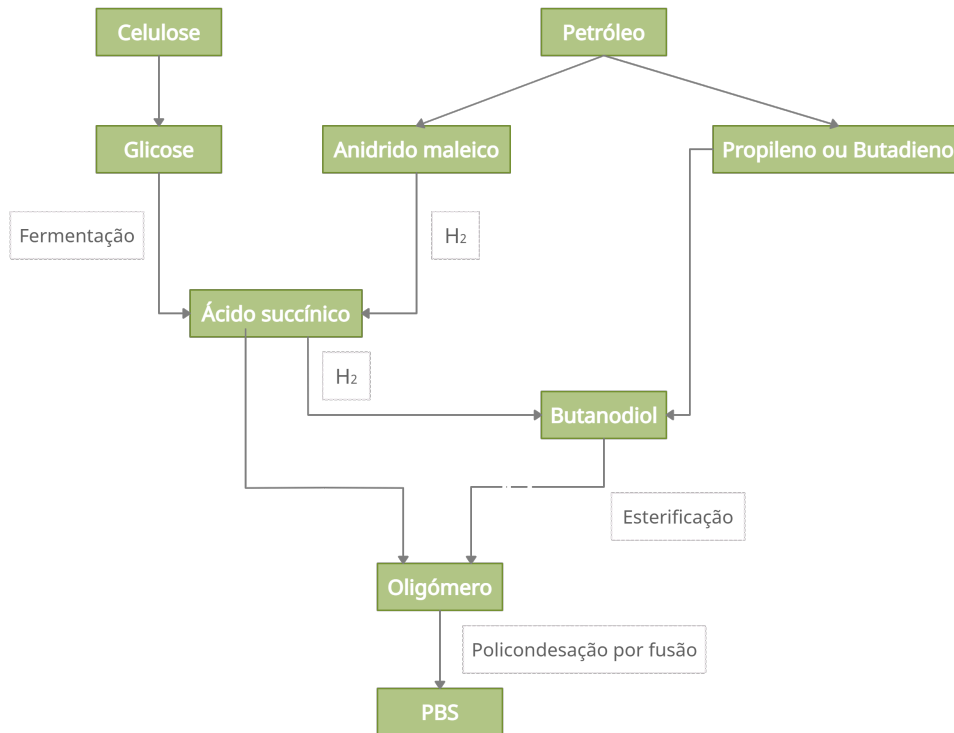 Celulose
Petróleo
Glicose
Anidrido maleico
Propileno ou Butadieno
Fermentação
H₂
Ácido succínico
H₂
Butanodiol
Esterificação
Oligómero
Policondesação por fusão
PBS